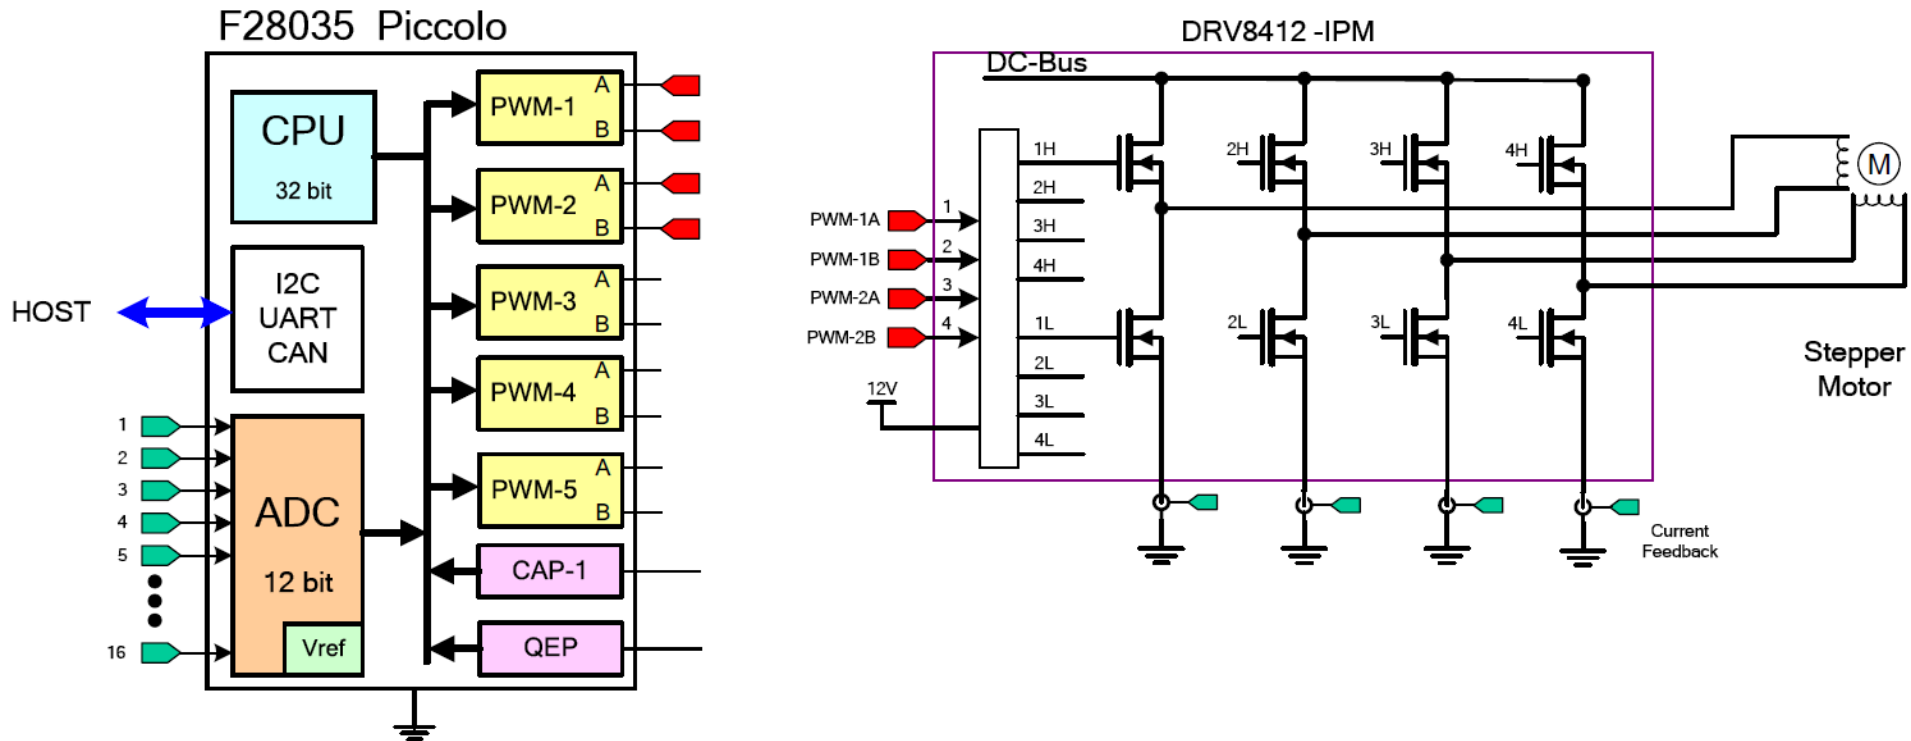 F28035 Piccolo
CPU
32 bit
I2C
UART
CAN
HOST
ADC
12 bit
Vref
1
2
3
4
5
16
PWM-1
A
B
PWM-2
A
B
PWM-3
A
B
PWM-4
A
B
PWM-5
A
B
CAP-1
QEP
DRV8412 -IPM
DC-Bus
PWM-1A
PWM-1B
PWM-2A
PWM-2B
1
2
3
4
12V
1H
2H
3H
4H
1L
2L
3L
4L
2H
3H
4H
2L
3L
4L
M
Stepper
Motor
Current
Feedback